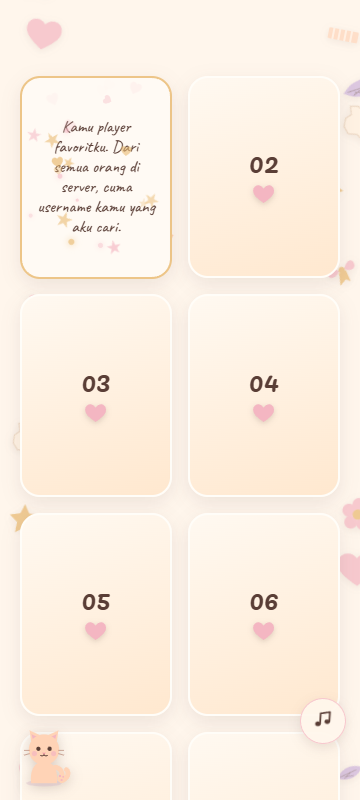 Kamu player
favoritku. Dari
semua orang di
server, cuma
username kamu yang
aku cari.
02
03
04
05
06